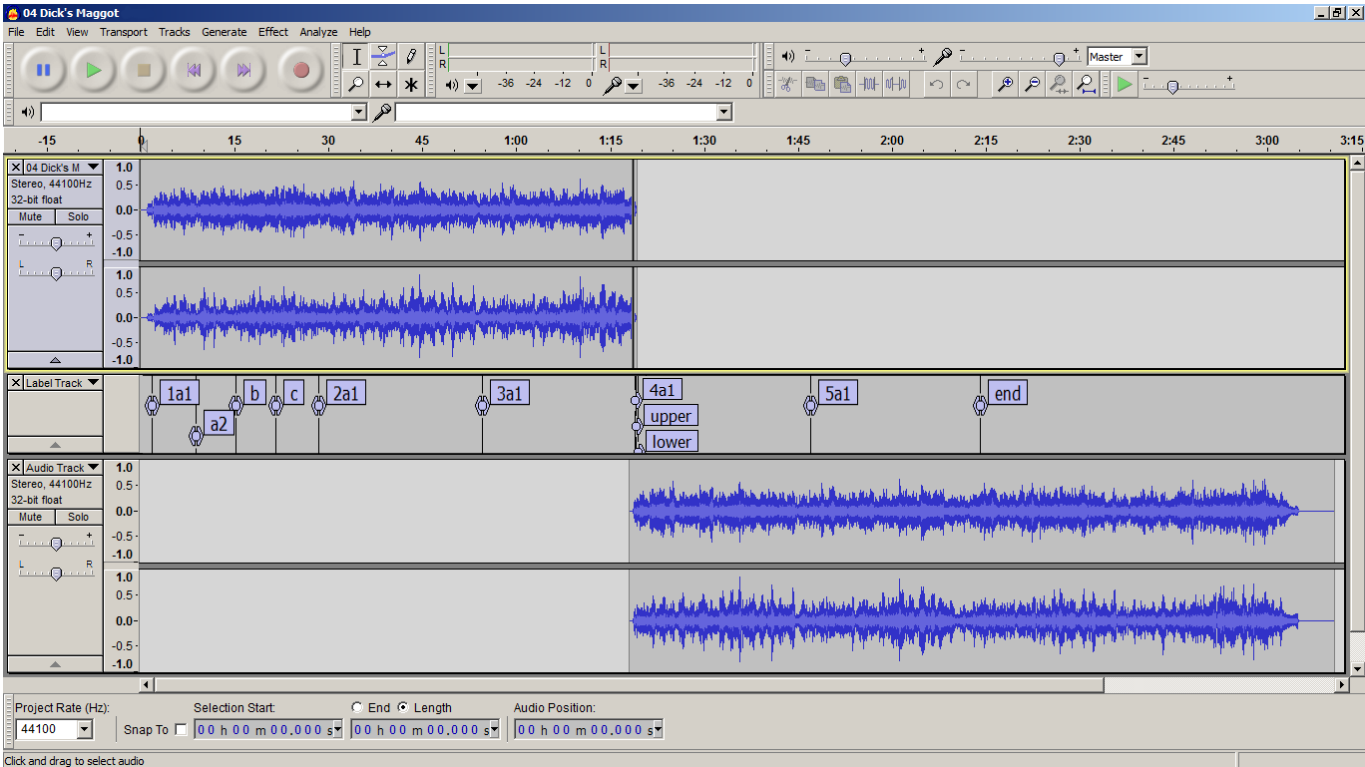 04 Dick's Maggot
File Edit View Transport Tracks Generate Effect Analyze Help
L
R
-36 -24 -12 0
L
R
-36 -24 -12 0
- +
- +
Master
- +
-15 0 15 30 45 1:00 1:15 1:30 1:45 2:00 2:15 2:30 2:45 3:00 3:15
X 04 Dick's M
Stereo, 44100Hz
32-bit float
Mute Solo
- +
L R
1.0
0.5
0.0
-0.5
-1.0
1.0
0.5
0.0
-0.5
-1.0
X Label Track
1a1 b c 2a1 3a1 4a1 5a1 end
a2 upper
lower
X Audio Track
Stereo, 44100Hz
32-bit float
Mute Solo
- +
L R
1.0
0.5
0.0
-0.5
-1.0
1.0
0.5
0.0
-0.5
-1.0
Project Rate (Hz): Selection Start: End Length Audio Position:
44100 Snap To 00 h 00 m 00.000 s 00 h 00 m 00.000 s 00 h 00 m 00.000 s
Click and drag to select audio